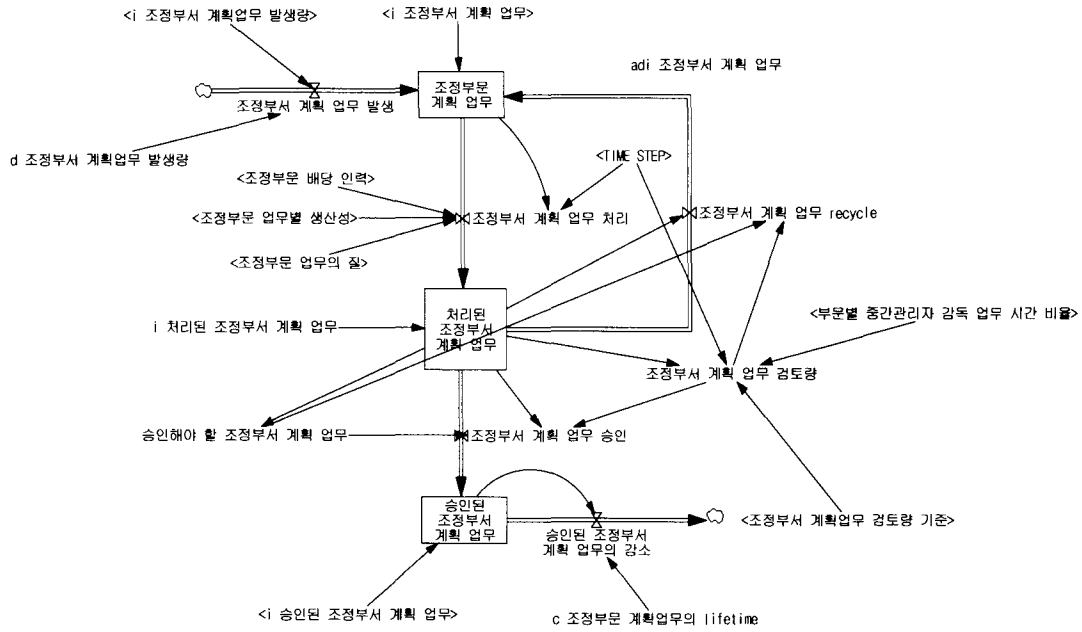 <i 조정부서 계획업무 발생량>
<i 조정부서 계획 업무>
adi 조정부서 계획 업무
조정부문
계획 업무
조정부서 계획 업무 발생
d 조정부서 계획업무 발생량
<TIME STEP>
<조정부문 배당 인력>
<조정부문 업무별 생산성>
조정부서 계획 업무 처리
조정부서 계획 업무 recycle
<조정부문 업무의 질>
처리된
조정부서
계획 업무
i 처리된 조정부서 계획 업무
<부문별 중간관리자 감독 업무 시간 비율>
조정부서 계획 업무 검토량
승인해야 할 조정부서 계획 업무
조정부서 계획 업무 승인
승인된
조정부서
계획 업무
승인된 조정부서
계획 업무의 감소
<조정부서 계획업무 검토량 기준>
<i 승인된 조정부서 계획 업무>
c 조정부문 계획업무의 lifetime